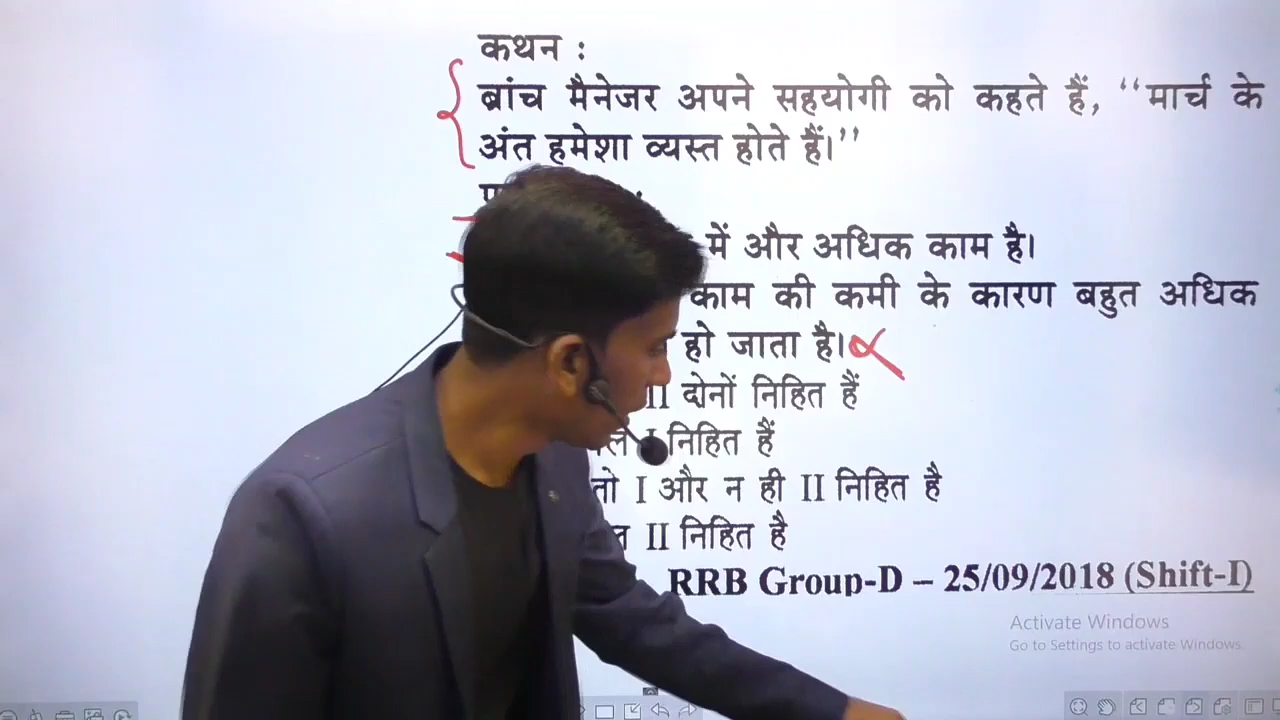 कथन :
ब्रांच मैनेजर अपने सहयोगी को कहते हैं, “मार्च के
अंत हमेशा व्यस्त होते हैं।”
में और अधिक काम है।
काम की कमी के कारण बहुत अधिक
हो जाता है।
II दोनों निहित हैं
I निहित हैं
तो I और न ही II निहित है
II निहित है
RRB Group-D – 25/09/2018 (Shift-I)
Activate Windows
Go to Settings to activate Windows.